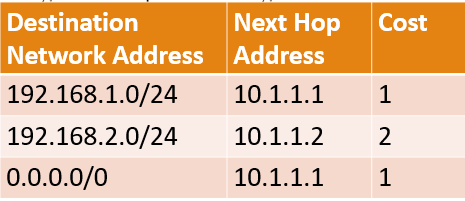 Destination Network Address Next Hop Address Cost
192.168.1.0/24 10.1.1.1 1
192.168.2.0/24 10.1.1.2 2
0.0.0.0/0 10.1.1.1 1